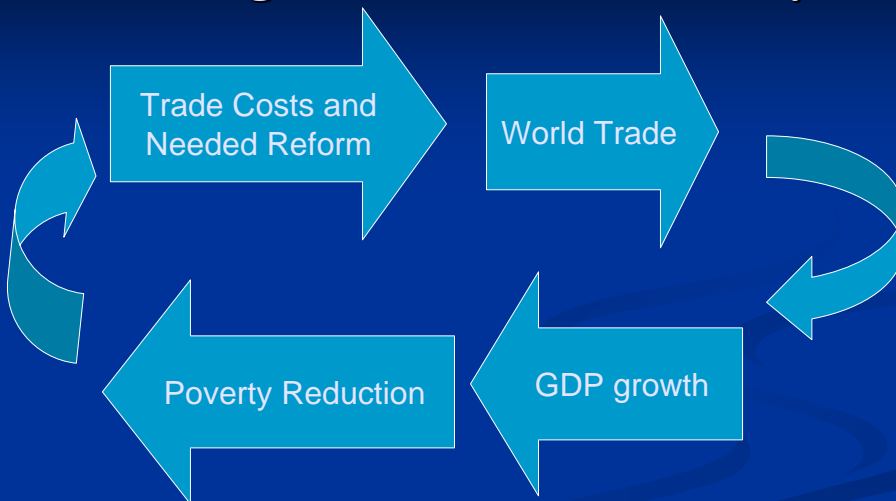 Trade Costs and
Needed Reform
World Trade
GDP growth
Poverty Reduction